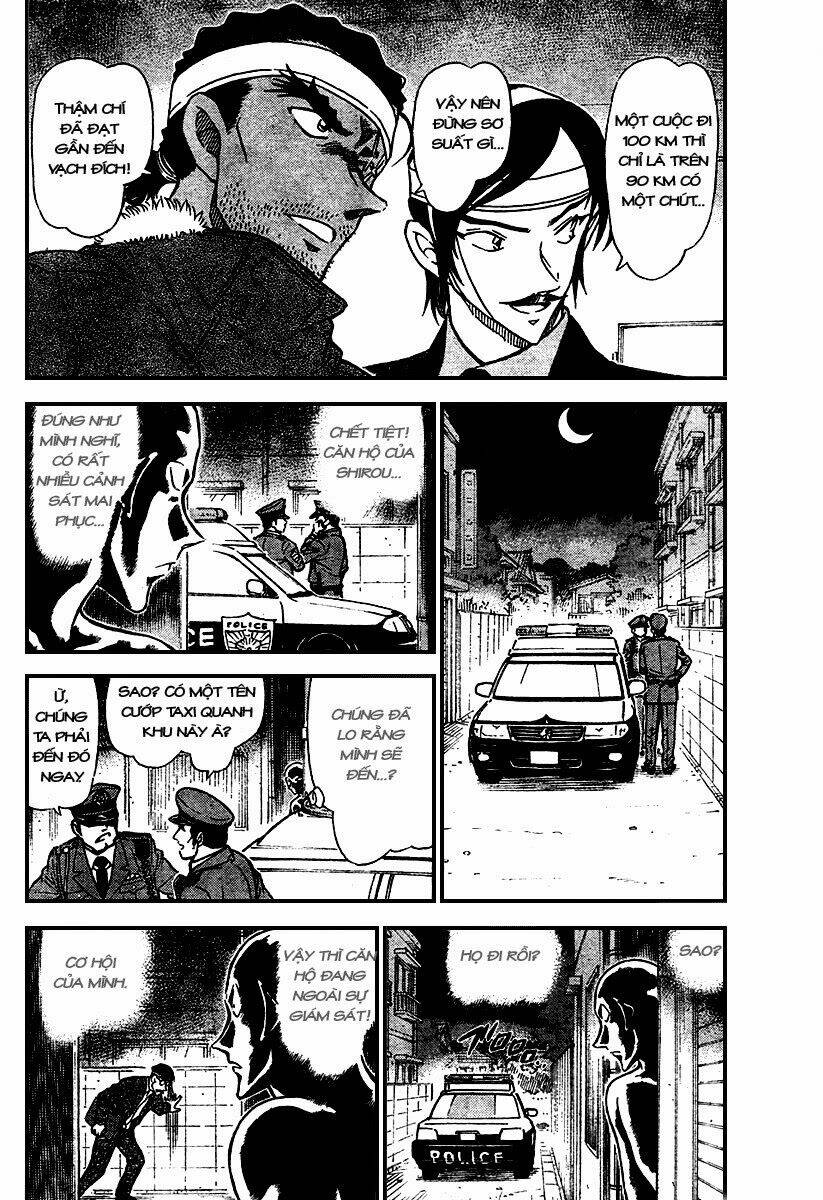 MỘT CUỘC ĐI
100 KM THÌ
CHỈ LÀ TRÊN
90 KM CÓ
MỘT CHÚT...
VẬY NÊN
ĐỪNG SƠ
SUẤT GÌ...
THẬM CHÍ
ĐÃ ĐẠT
GẦN ĐẾN
VẠCH ĐÍCH!
CHẾT TIỆT!
CĂN HỘ CỦA
SHIROU...
ĐÚNG NHƯ
MÌNH NGHĨ,
CÓ RẤT
NHIỀU CẢNH
SÁT MAI
PHỤC...
POLICE
CE
CHÚNG ĐÃ
LO RẰNG
MÌNH SẼ
ĐẾN...?
SAO? CÓ MỘT TÊN
CƯỚP TAXI QUANH
KHU NÀY À?
Ừ,
CHÚNG
TA PHẢI
ĐẾN ĐÓ
NGAY.
SAO?
HỌ ĐI RỒI?
POLICE
VẬY THÌ CĂN
HỘ ĐANG
NGOÀI SỰ
GIÁM SÁT!
CƠ HỘI
CỦA MÌNH.